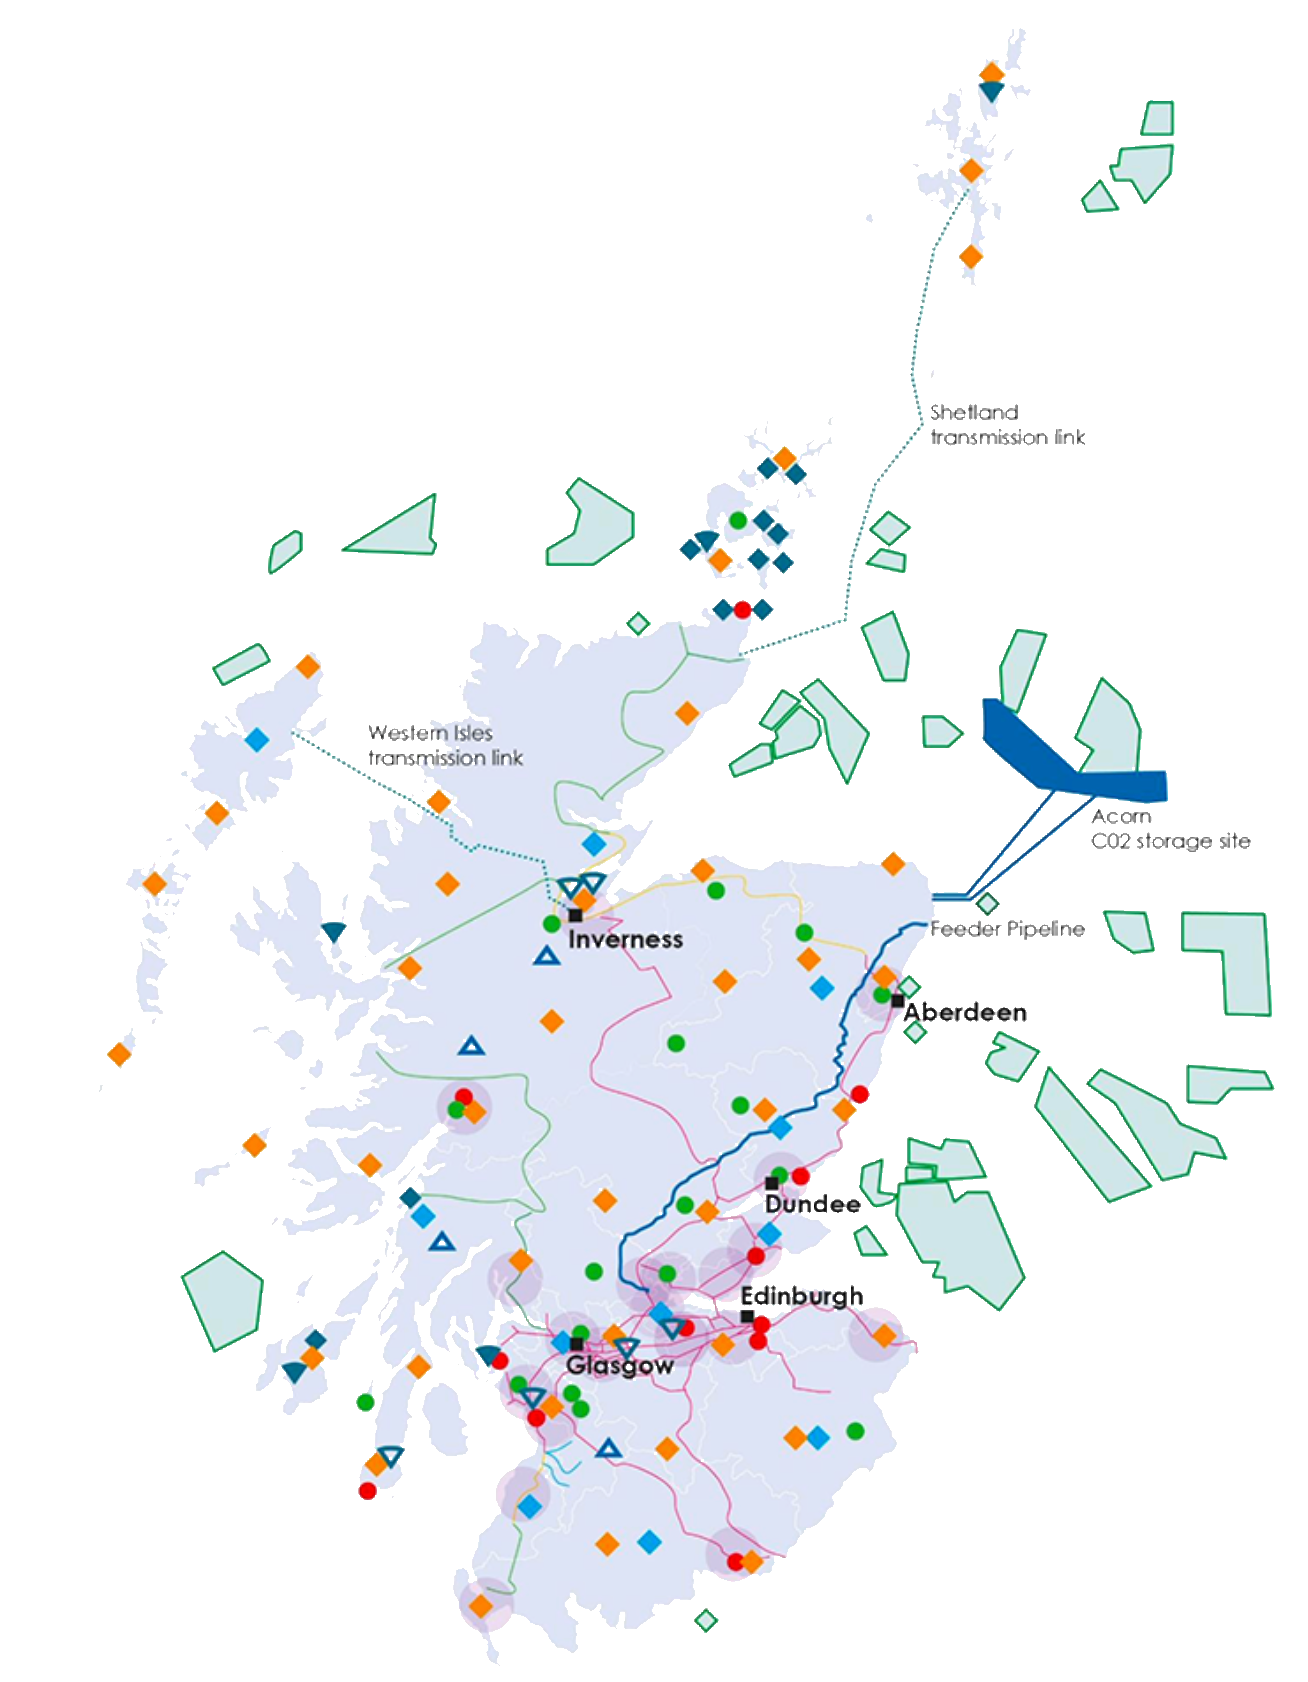 Shetland
transmission link
Western Isles
transmission link
Acorn
C02 storage site
Feeder Pipeline
Inverness
Aberdeen
Dundee
Edinburgh
Glasgow